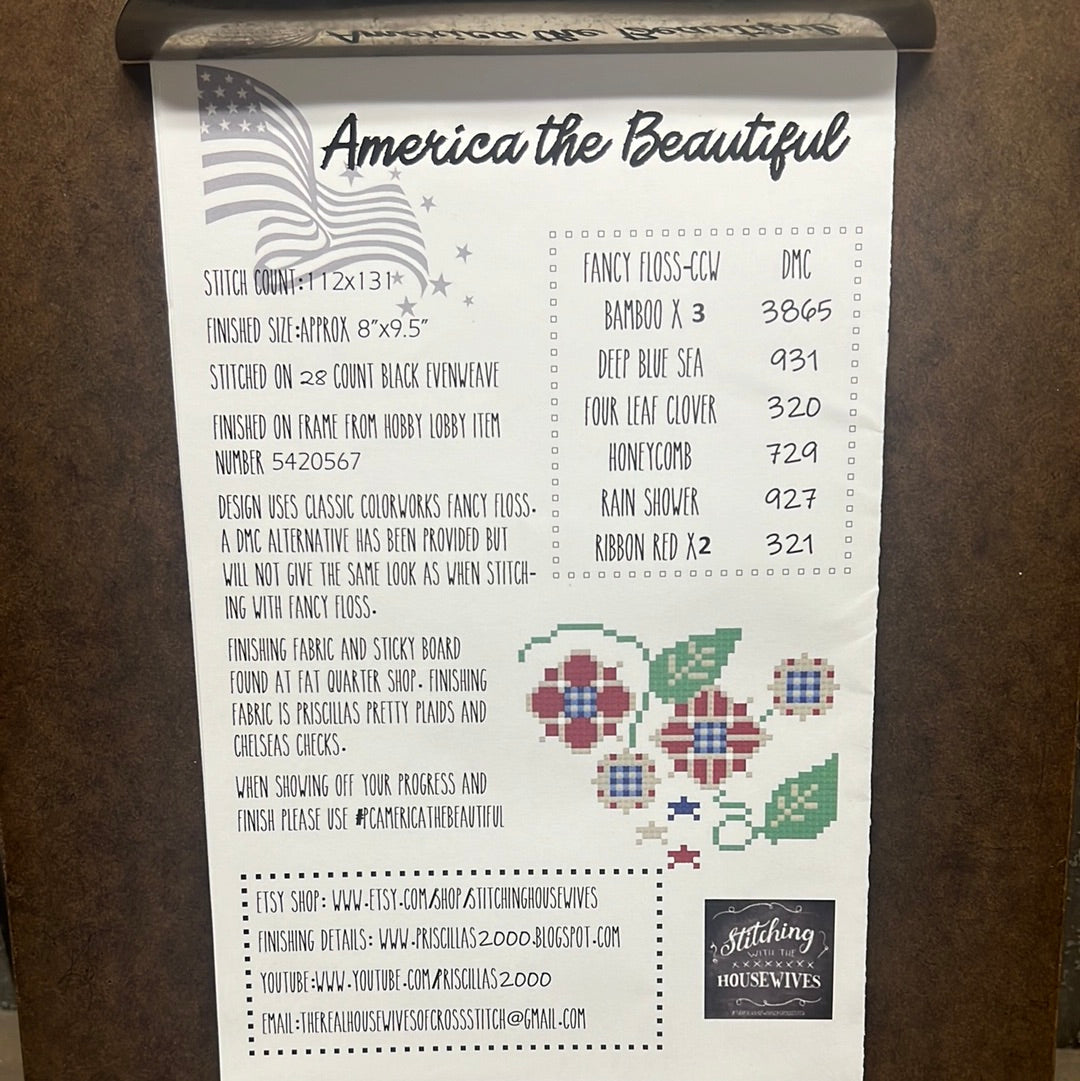 America the Beautiful
America the Beautiful
STITCH COUNT:112x131
FINISHED SIZE:APPROX 8"x9.5"
STITCHED ON 28 COUNT BLACK EVENWEAVE
FINISHED ON FRAME FROM HOBBY LOBBY ITEM
NUMBER 5420567
DESIGN USES CLASSIC COLORWORKS FANCY FLOSS.
A DMC ALTERNATIVE HAS BEEN PROVIDED BUT
WILL NOT GIVE THE SAME LOOK AS WHEN STITCH-
ING WITH FANCY FLOSS.
FINISHING FABRIC AND STICKY BOARD
FOUND AT FAT QUARTER SHOP. FINISHING
FABRIC IS PRISCILLAS PRETTY PLAIDS AND
CHELSEAS CHECKS.
WHEN SHOWING OFF YOUR PROGRESS AND
FINISH PLEASE USE #PCAMERICATHEBEAUTIFUL
FANCY FLOSS-CCW DMC
BAMBOO X 3 3865
DEEP BLUE SEA 931
FOUR LEAF CLOVER 320
HONEYCOMB 729
RAIN SHOWER 927
RIBBON RED X2 321
ETSY SHOP: WWW.ETSY.COM/SHOP/STITCHINGHOUSEWIVES
FINISHING DETAILS: WWW.PRISCILLAS2000.BLOGSPOT.COM
YOUTUBE:WWW.YOUTUBE.COM/PRISCILLAS2000
EMAIL:THEREALHOUSEWIVESOFCROSSSTITCH@GMAIL.COM
Stitching
WITH THE
XXXXXXXX
HOUSEWIVES